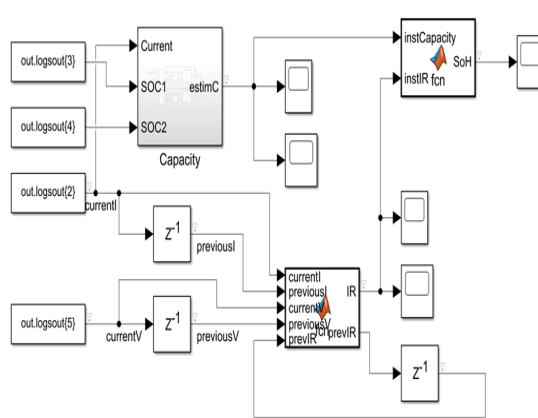 out.logsout{3}
out.logsout{4}
out.logsout{2}
out.logsout{5}
Current
SOC1
SOC2
estimC
Capacity
instCapacity
instIR
fcn
SoH
currentI
Z-1
previousI
currentV
Z-1
previousV
currentI
previousI
currentV
previousV
prevIR
fcn
IR
prevIR
Z-1